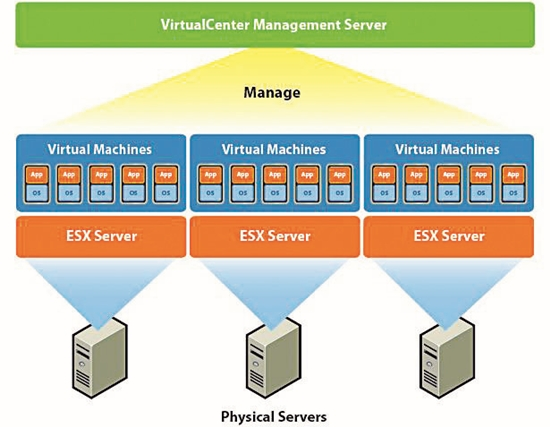 VirtualCenter Management Server
Manage
Virtual Machines Virtual Machines Virtual Machines
App App App App App App App App App App App App App App App
OS OS OS OS OS OS OS OS OS OS OS OS OS OS OS
ESX Server ESX Server ESX Server
Physical Servers